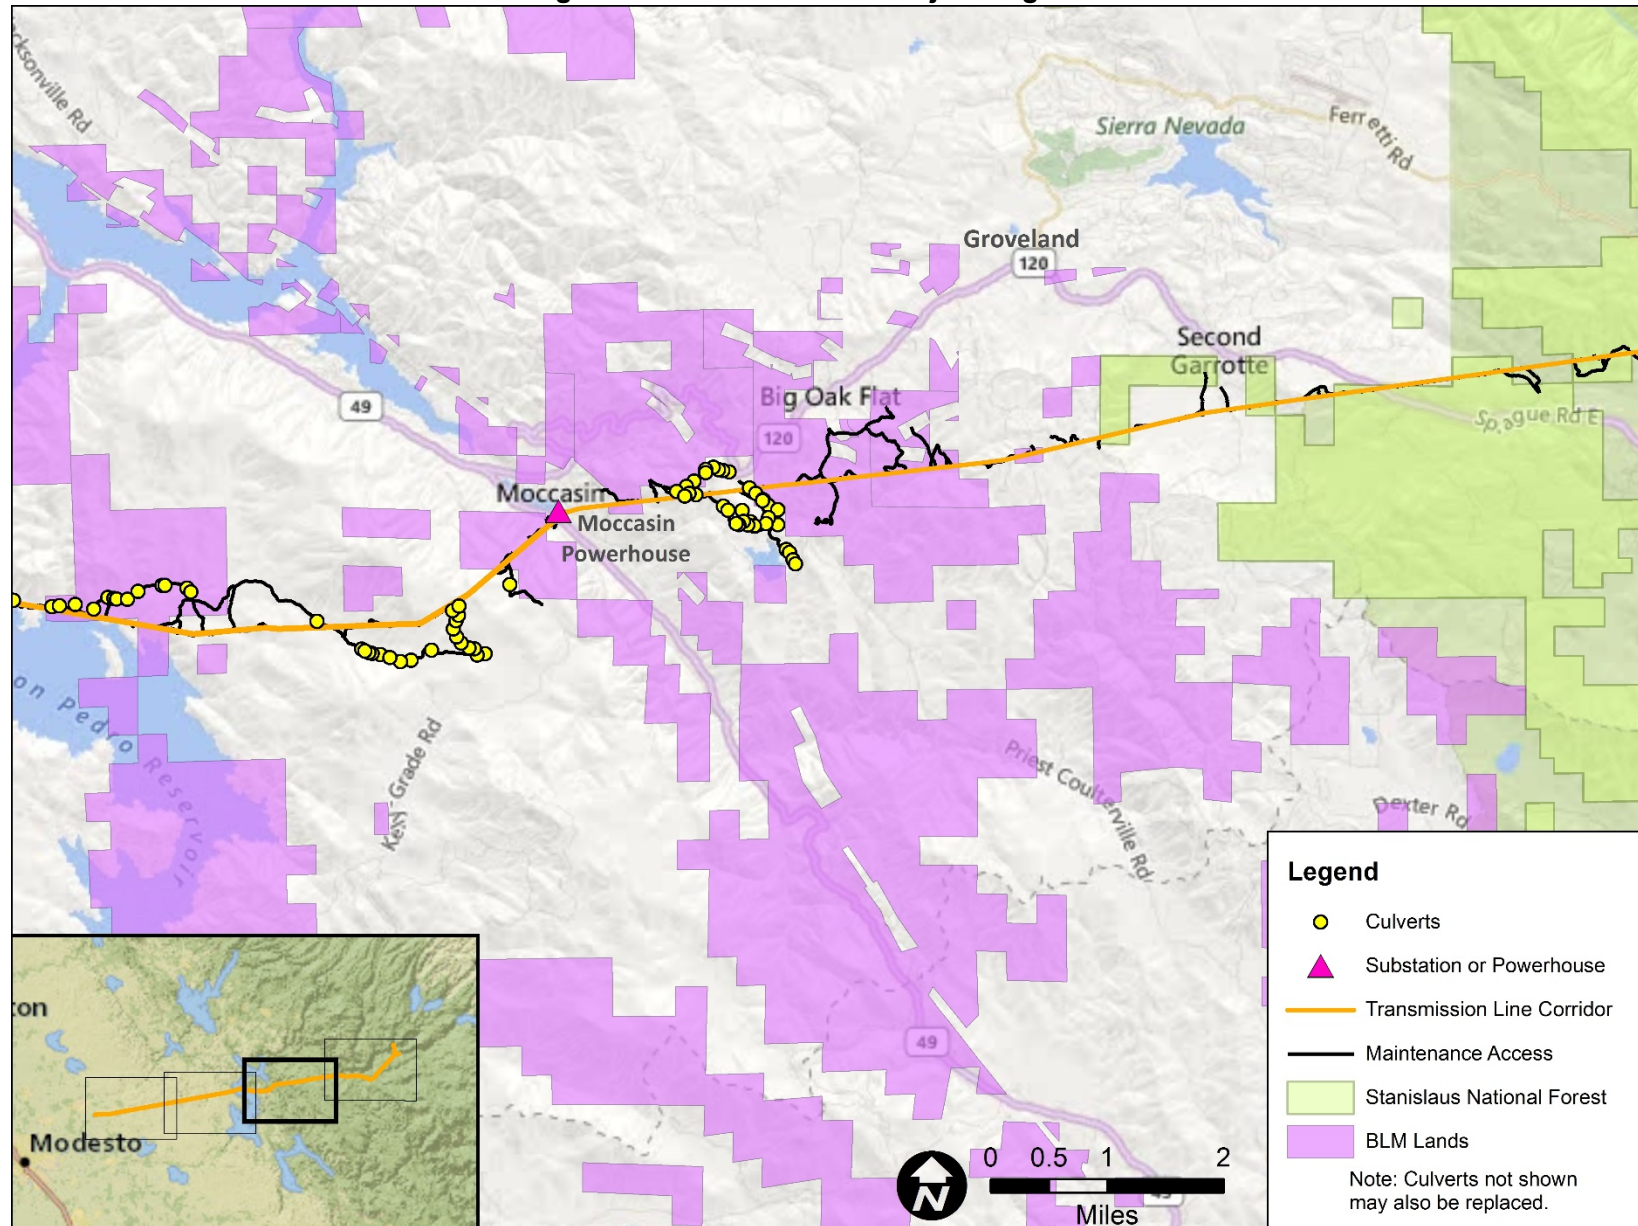 cksonville Rd
Sierra Nevada
Ferretti Rd
Groveland
120
Second
Garrotte
49
Big Oak Flat
120
Sprague Rd E
Moccasin
Moccasin
Powerhouse
on Pedro Reservoir
Kelly Grade Rd
Priest Coulterville Rd
Dexter Rd
49
49
ton
Modesto
N
0 0.5 1 2
Miles
Legend
Culverts
Substation or Powerhouse
Transmission Line Corridor
Maintenance Access
Stanislaus National Forest
BLM Lands
Note: Culverts not shown
may also be replaced.